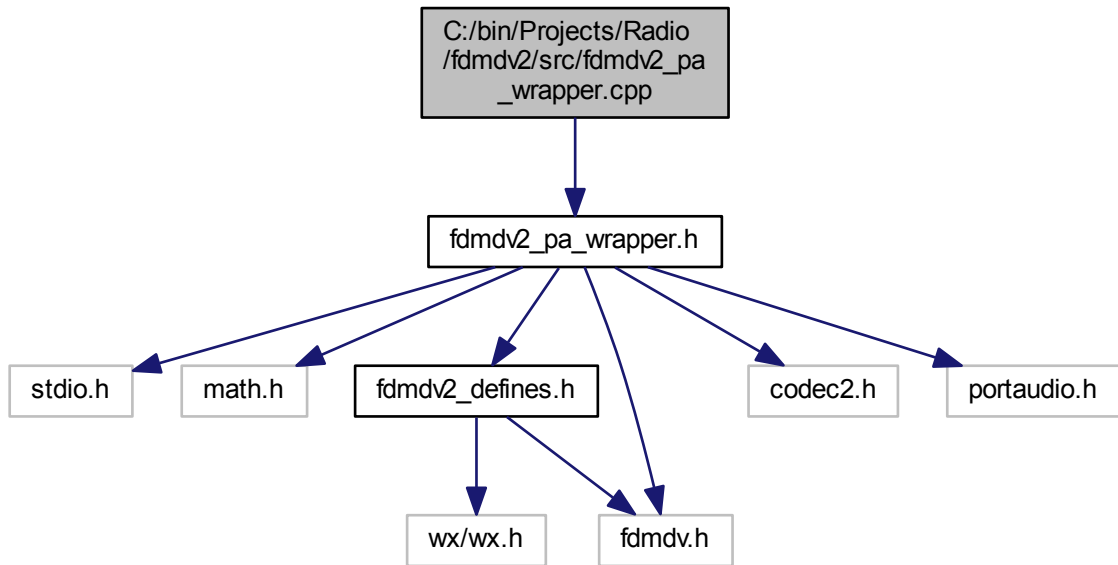 C:/bin/Projects/Radio
/fdmdv2/src/fdmdv2_pa
_wrapper.cpp
fdmdv2_pa_wrapper.h
stdio.h
math.h
fdmdv2_defines.h
codec2.h
portaudio.h
wx/wx.h
fdmdv.h